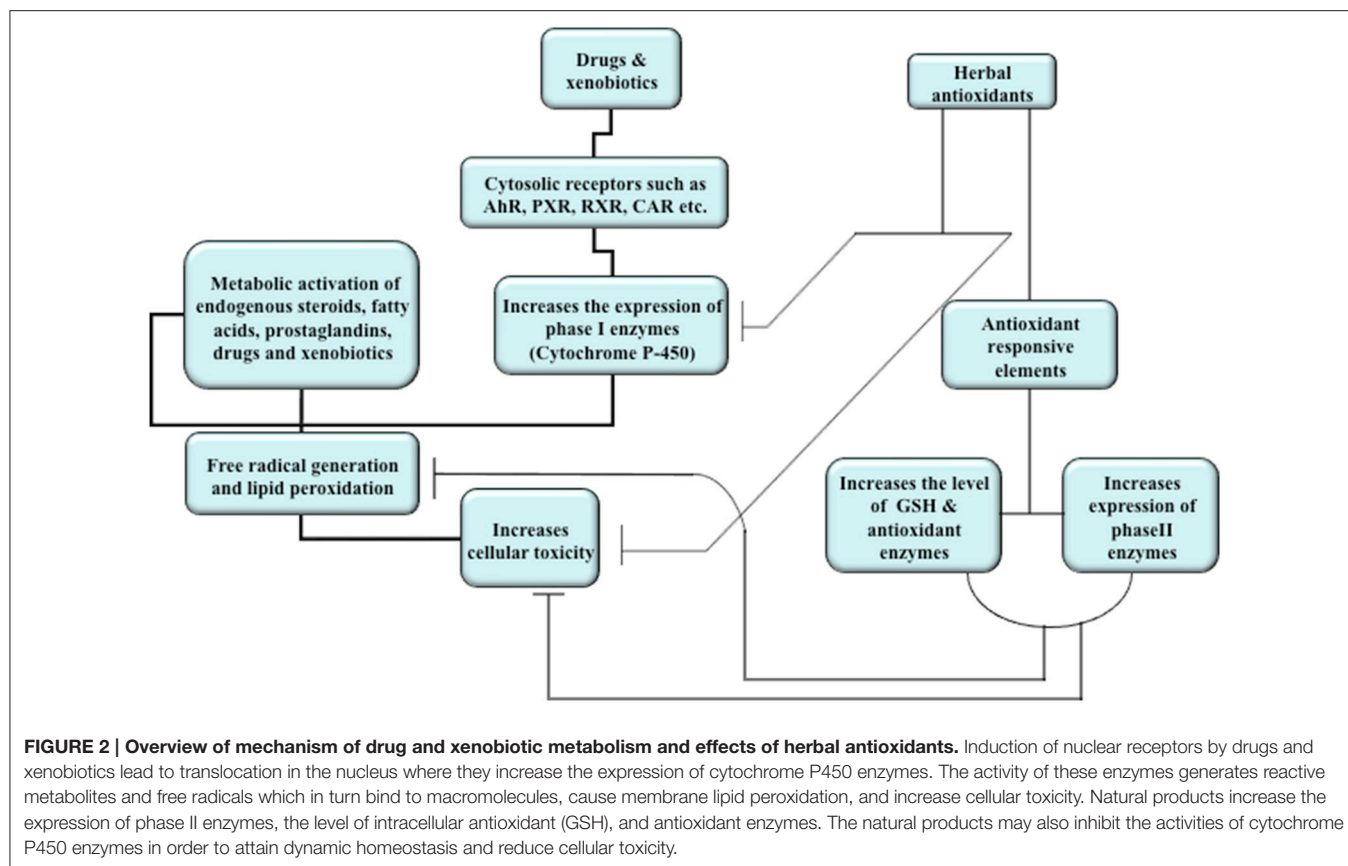 Drugs &
xenobiotics
Herbal
antioxidants
Cytosolic receptors such as
AhR, PXR, RXR, CAR etc.
Metabolic activation of
endogenous steroids, fatty
acids, prostaglandins,
drugs and xenobiotics
Increases the expression of
phase I enzymes
(Cytochrome P-450)
Antioxidant
responsive
elements
Free radical generation
and lipid peroxidation
Increases
cellular toxicity
Increases the level
of GSH &
antioxidant
enzymes
Increases
expression of
phaseII
enzymes
FIGURE 2 | Overview of mechanism of drug and xenobiotic metabolism and effects of herbal antioxidants. Induction of nuclear receptors by drugs and
xenobiotics lead to translocation in the nucleus where they increase the expression of cytochrome P450 enzymes. The activity of these enzymes generates reactive
metabolites and free radicals which in turn bind to macromolecules, cause membrane lipid peroxidation, and increase cellular toxicity. Natural products increase the
expression of phase II enzymes, the level of intracellular antioxidant (GSH), and antioxidant enzymes. The natural products may also inhibit the activities of cytochrome
P450 enzymes in order to attain dynamic homeostasis and reduce cellular toxicity.